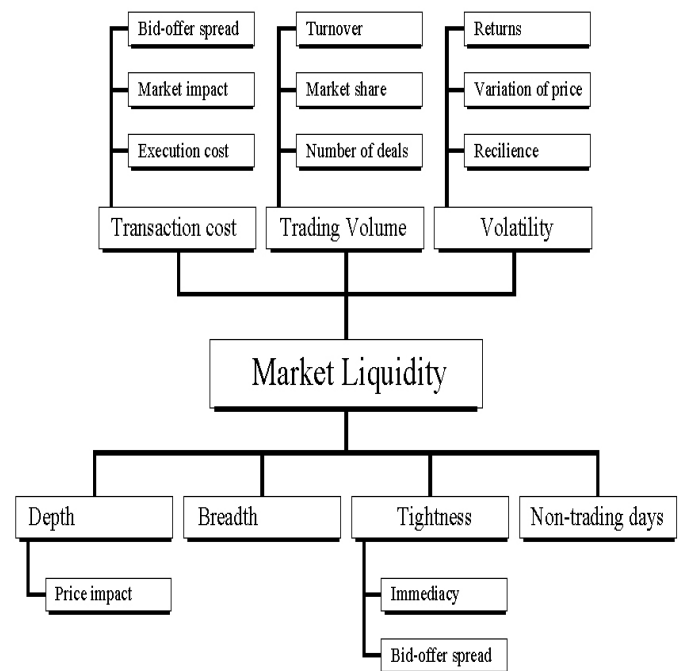 Bid-offer spread
Turnover
Returns
Market impact
Market share
Variation of price
Execution cost
Number of deals
Recilience
Transaction cost
Trading Volume
Volatility
Market Liquidity
Depth
Breadth
Tightness
Non-trading days
Price impact
Immediacy
Bid-offer spread